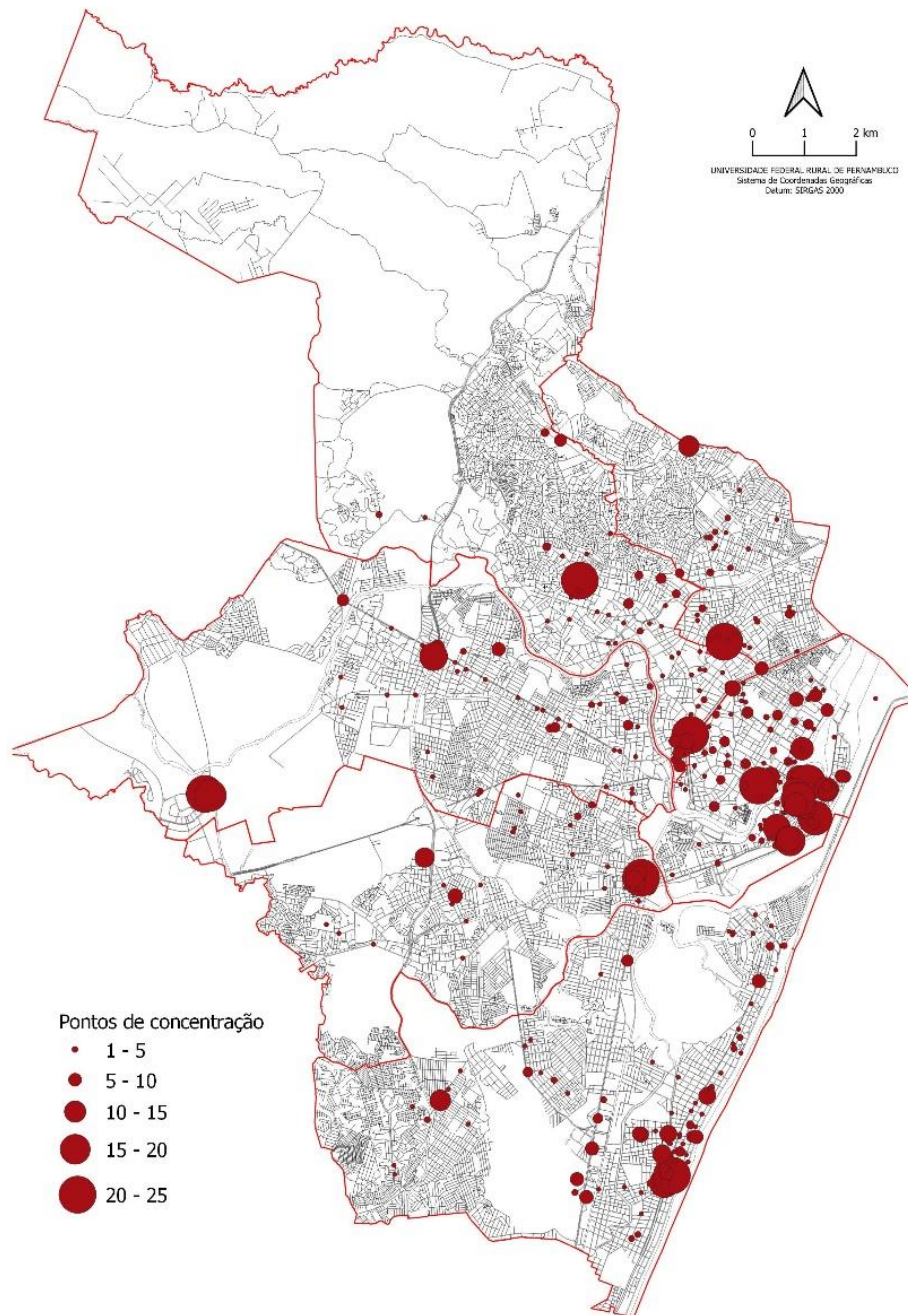 0 1 2 km
UNIVERSIDADE FEDERAL RURAL DE PERNAMBUCO
Sistema de Coordenadas Geográficas
Datum: SIRGAS 2000
Pontos de concentração
1 - 5
5 - 10
10 - 15
15 - 20
20 - 25